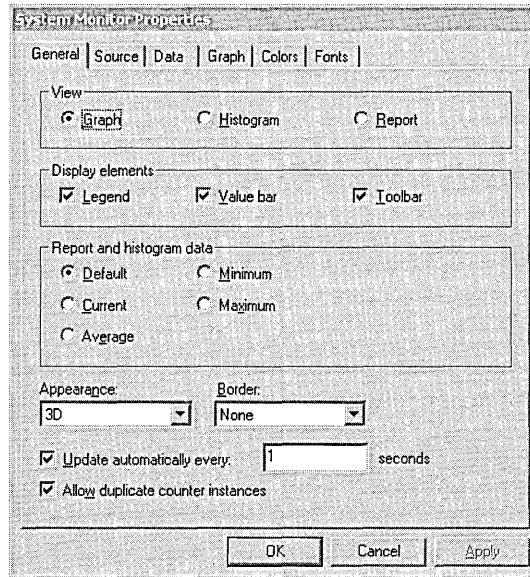 System Monitor Properties
General Source Data Graph Colors Fonts
View
Graph Histogram Report
Display elements
Legend Value bar Toolbar
Report and histogram data
Default Minimum
Current Maximum
Average
Appearance: Border:
3D None
Update automatically every: 1 seconds
Allow duplicate counter instances
OK Cancel Apply